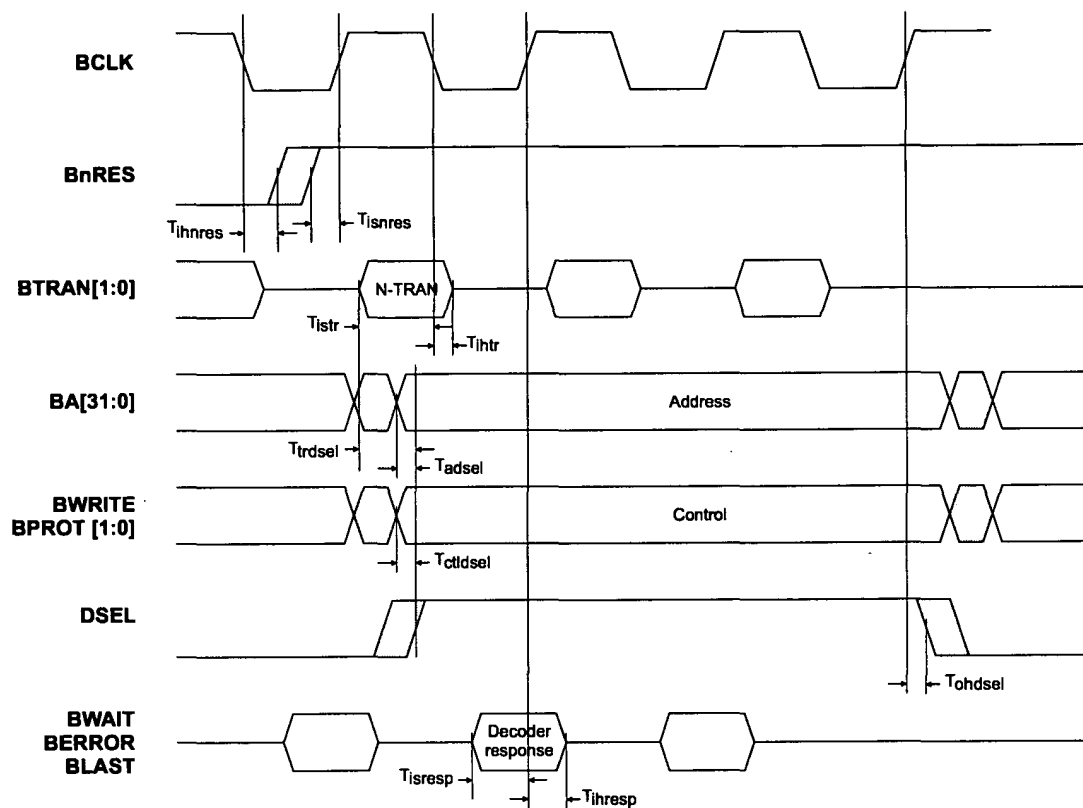 BCLK
BnRES
Tihnres
Tisnres
BTRAN[1:0]
N-TRAN
Tistr
Tihtr
BA[31:0]
Address
Ttrdsel
Tadsel
BWRITE
BPROT [1:0]
Control
Tctldsel
DSEL
Tohdsel
BWAIT
BERROR
BLAST
Decoder
response
Tisresp
Tihresp